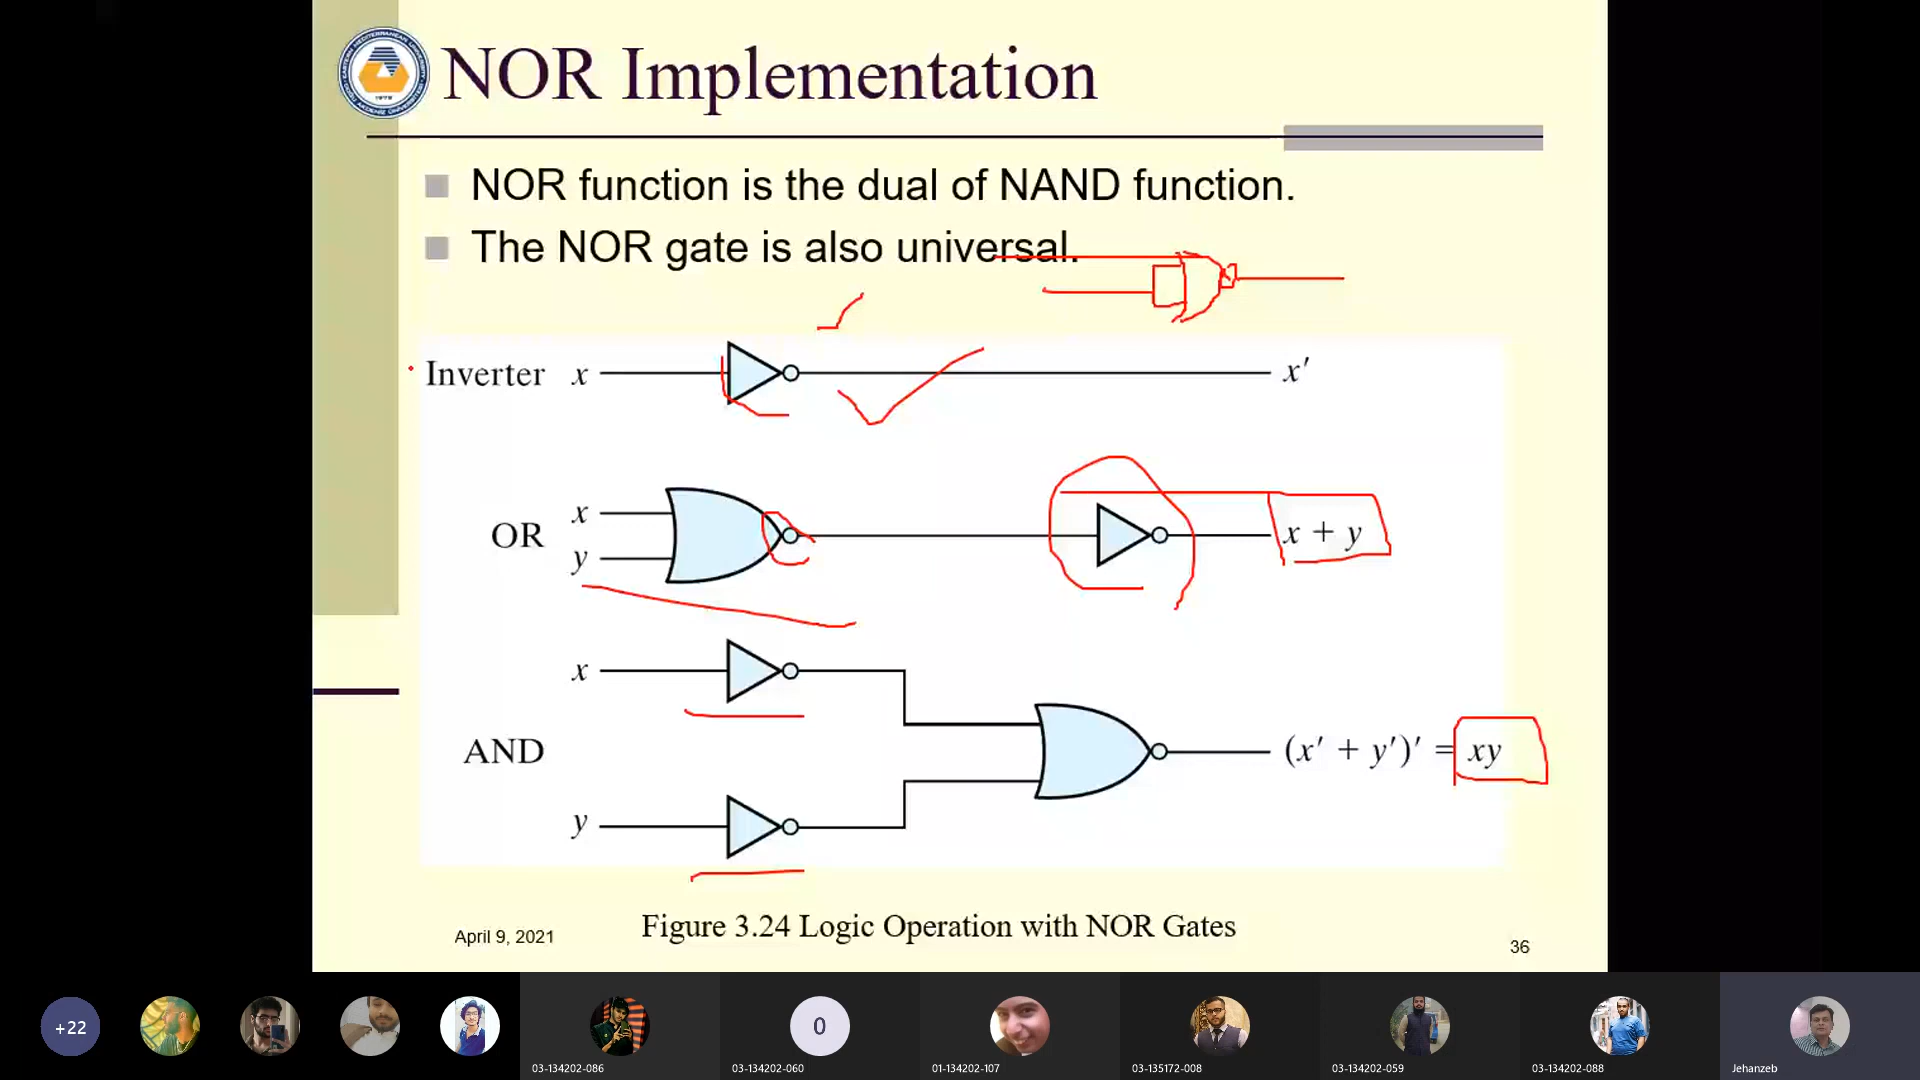 NOR Implementation
NOR function is the dual of NAND function.
The NOR gate is also universal.
Inverter x x′
x
OR x + y
y
x
AND (x′ + y′)′ = xy
y
Figure 3.24 Logic Operation with NOR Gates
April 9, 2021
36
+22
0
03-134202-086
03-134202-060
01-134202-107
03-135172-008
03-134202-059
03-134202-088
Jehanzeb